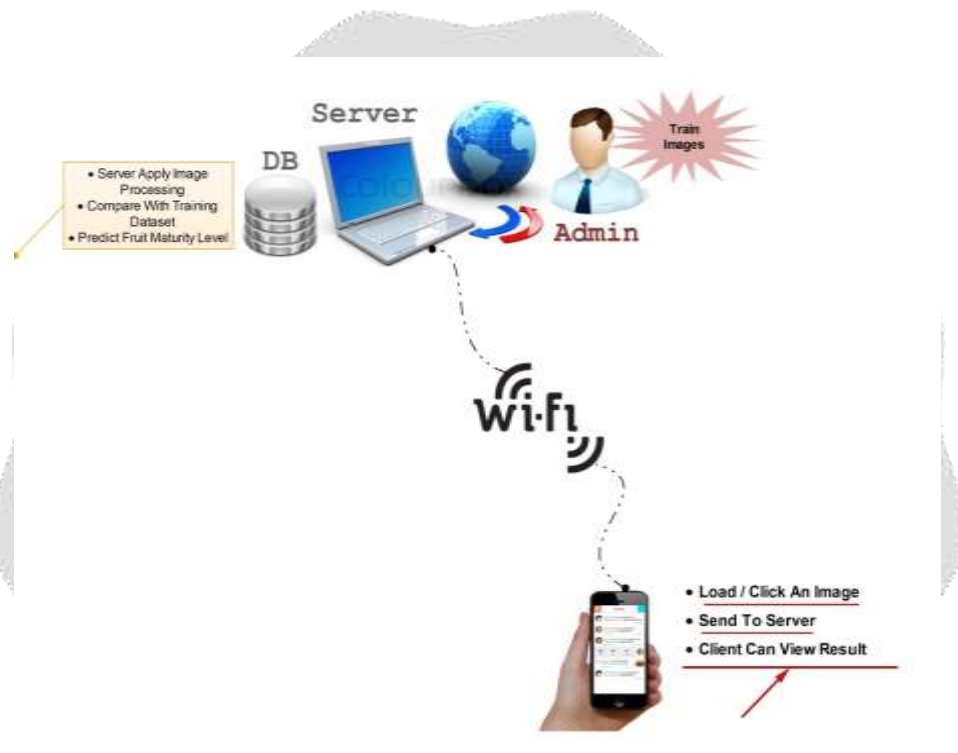 Server
Train
Images
DB
• Server Apply Image
Processing
• Compare With Training
Dataset
• Predict Fruit Maturity Level
Admin
Wi-Fi
• Load / Click An Image
• Send To Server
• Client Can View Result